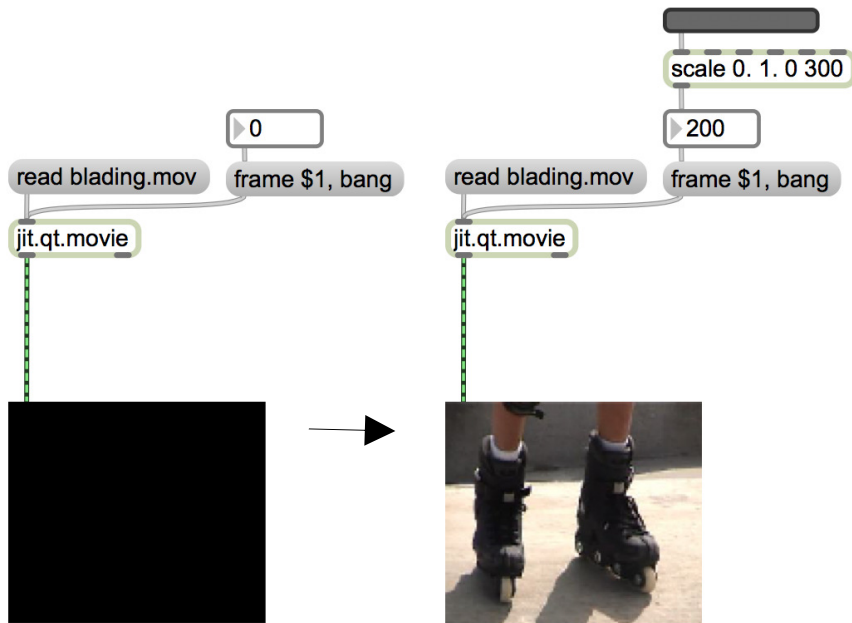 scale 0. 1. 0 300
0
200
read blading.mov
frame $1, bang
read blading.mov
frame $1, bang
jit.qt.movie
jit.qt.movie